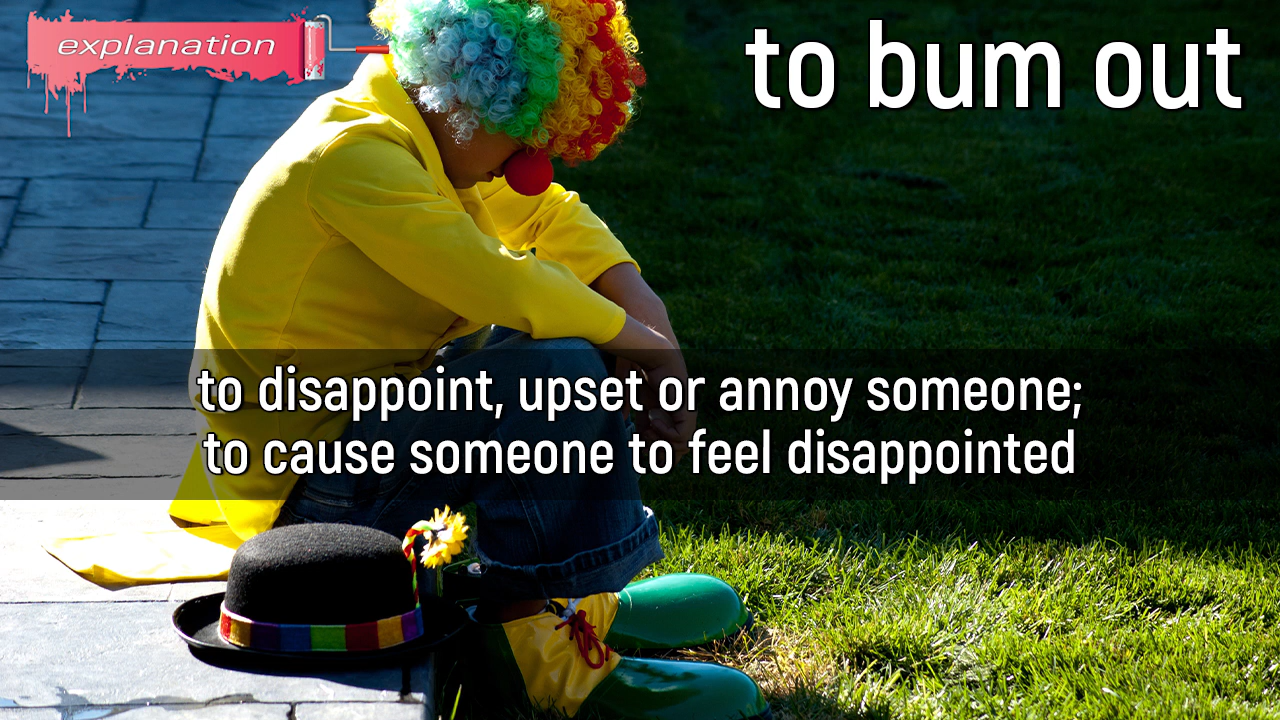 explanation
to bum out
to disappoint, upset or annoy someone;
to cause someone to feel disappointed